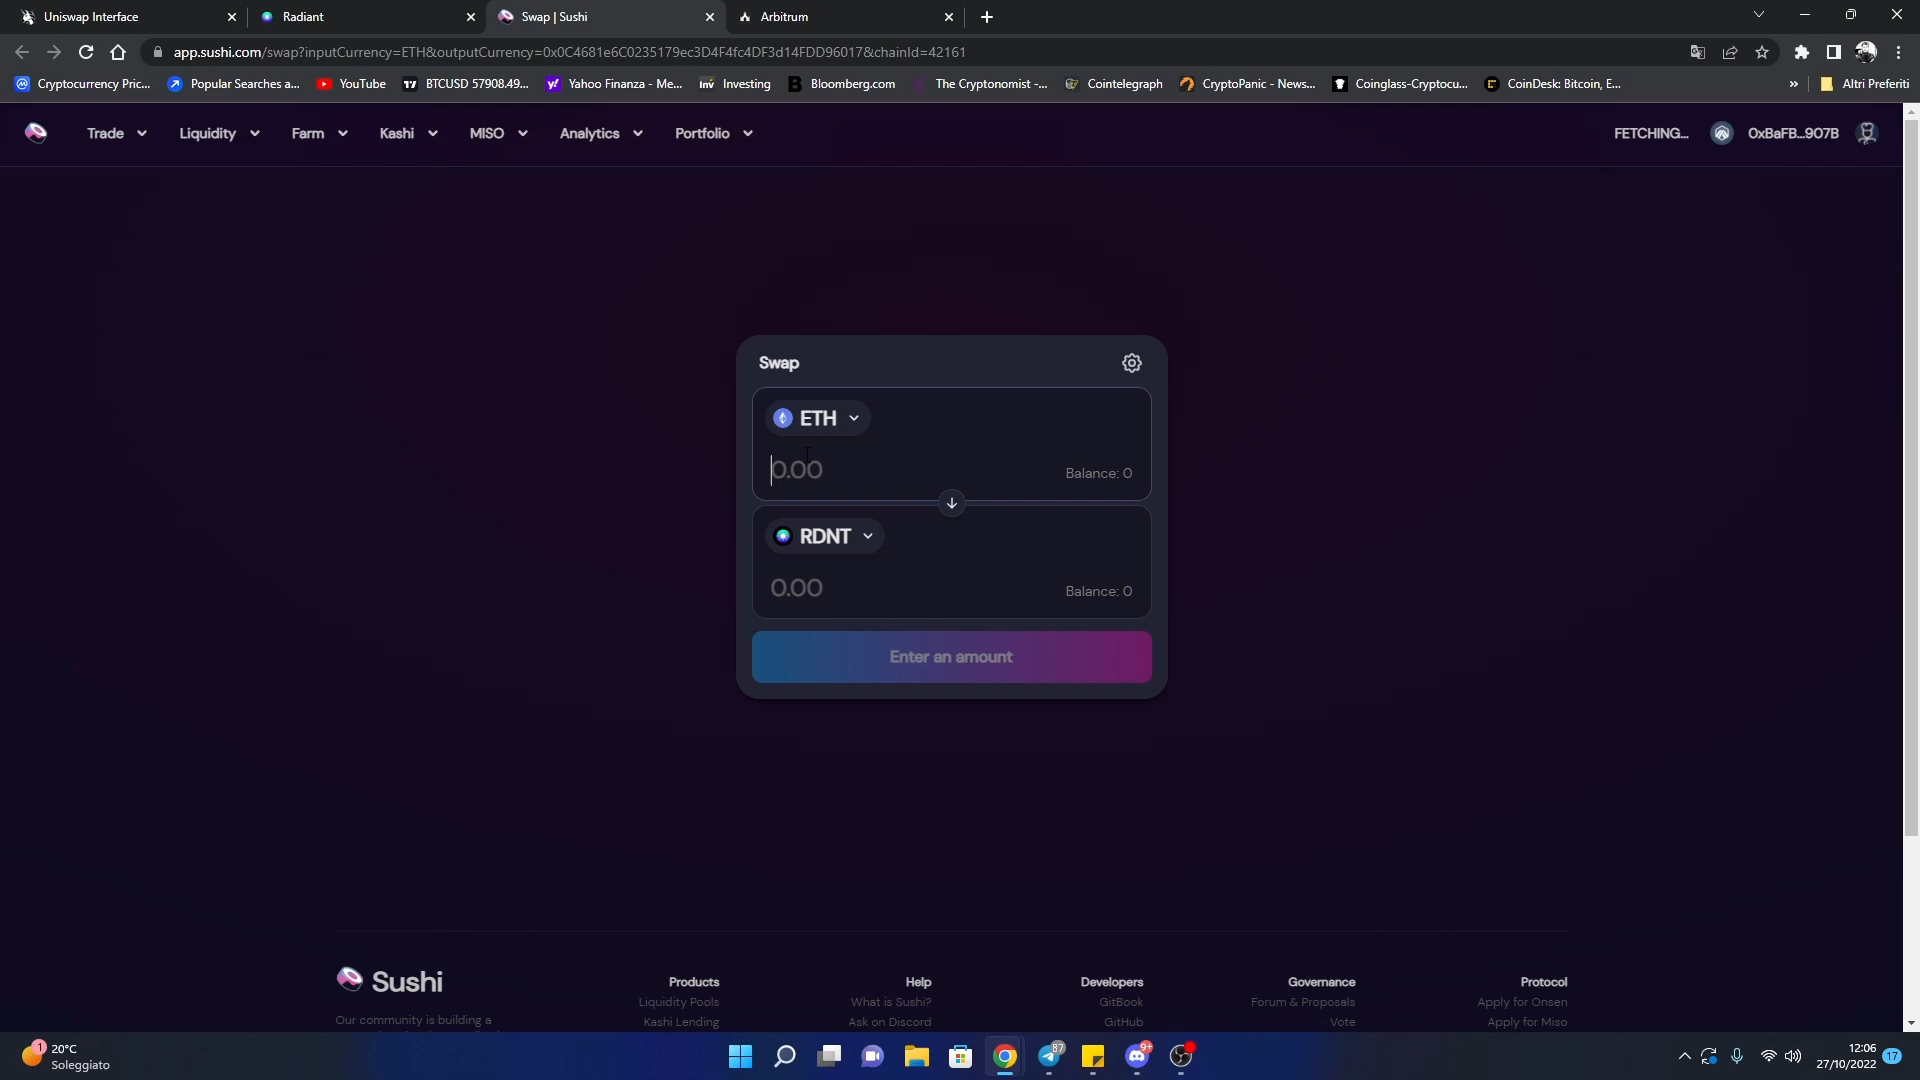 Uniswap Interface
Radiant
Swap | Sushi
Arbitrum
app.sushi.com/swap?inputCurrency=ETH&outputCurrency=0x0C4681e6C0235179ec3D4F4fc4DF3d14FDD96017&chainId=42161
Cryptocurrency Pric...
Popular Searches a...
YouTube
BTCUSD 57908.49...
Yahoo Finanza - Me...
Investing
Bloomberg.com
The Cryptonomist -...
Cointelegraph
CryptoPanic - News...
Coinglass-Cryptocu...
CoinDesk: Bitcoin, E...
Altri Preferiti
Trade
Liquidity
Farm
Kashi
MISO
Analytics
Portfolio
FETCHING...
0xBaFB...907B
Swap
ETH
0.00
Balance: 0
RDNT
0.00
Balance: 0
Enter an amount
Sushi
Our community is building a
Products
Liquidity Pools
Kashi Lending
Help
What is Sushi?
Ask on Discord
Developers
GitBook
GitHub
Governance
Forum & Proposals
Vote
Protocol
Apply for Onsen
Apply for Miso
1
20°C
Soleggiato
87
9+
12:06
27/10/2022
17